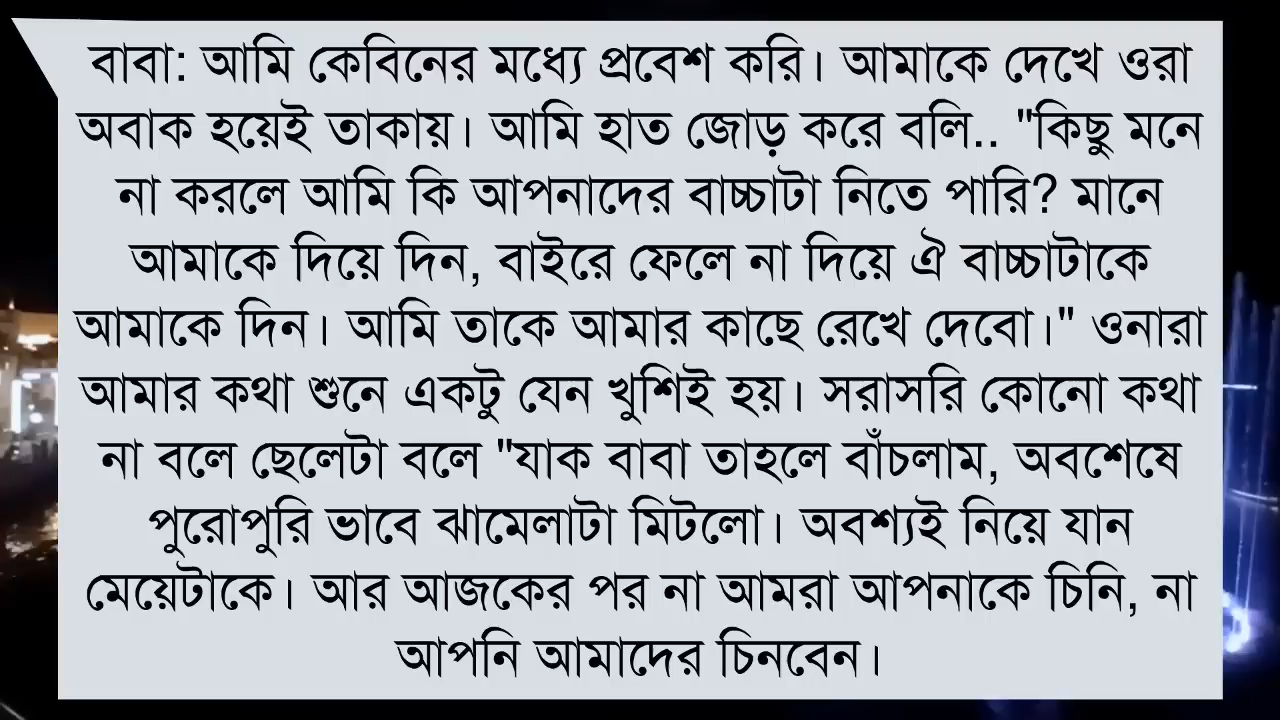 বাবা: আমি কেবিনের মধ্যে প্রবেশ করি। আমাকে দেখে ওরা
অবাক হয়েই তাকায়। আমি হাত জোড় করে বলি.. "কিছু মনে
না করলে আমি কি আপনাদের বাচ্চাটা নিতে পারি? মানে
আমাকে দিয়ে দিন, বাইরে ফেলে না দিয়ে ঐ বাচ্চাটাকে
আমাকে দিন। আমি তাকে আমার কাছে রেখে দেবো।" ওনারা
আমার কথা শুনে একটু যেন খুশিই হয়। সরাসরি কোনো কথা
না বলে ছেলেটা বলে "যাক বাবা তাহলে বাঁচলাম, অবশেষে
পুরোপুরি ভাবে ঝামেলাটা মিটলো। অবশ্যই নিয়ে যান
মেয়েটাকে। আর আজকের পর না আমরা আপনাকে চিনি, না
আপনি আমাদের চিনবেন।